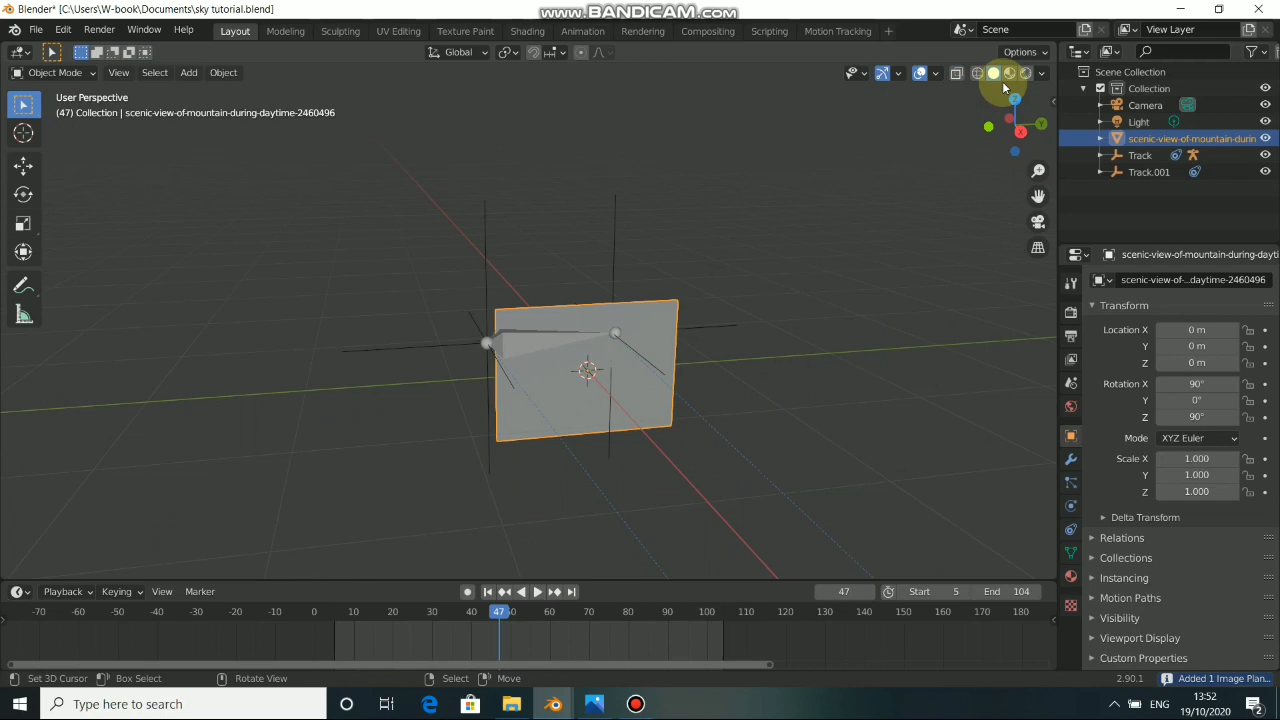 Blender* [C:\Users\W-book\Documents\sky tutorial.blend]
www.BANDICAM.com
File Edit Render Window Help
Layout Modeling Sculpting UV Editing Texture Paint Shading Animation Rendering Compositing Scripting Motion Tracking +
Scene
View Layer
Global
Options
Object Mode View Select Add Object
User Perspective
(47) Collection | scenic-view-of-mountain-during-daytime-2460496
Z
Y
X
Scene Collection
Collection
Camera
Light
scenic-view-of-mountain-durin
Track
Track.001
scenic-view-of-mountain-during-dayti
scenic-view-of-...daytime-2460496
Transform
Location X 0 m
Y 0 m
Z 0 m
Rotation X 90°
Y 0°
Z 90°
Mode XYZ Euler
Scale X 1.000
Y 1.000
Z 1.000
Delta Transform
Relations
Collections
Instancing
Motion Paths
Visibility
Viewport Display
Custom Properties
Playback Keying View Marker
47 Start 5 End 104
-70 -60 -50 -40 -30 -20 -10 0 10 20 30 40 47 50 60 70 80 90 100 110 120 130 140 150 160 170 180
Set 3D Cursor Box Select Rotate View Select Move
2.90.1 Added 1 Image Plan...
Type here to search
ENG
13:52
19/10/2020
2